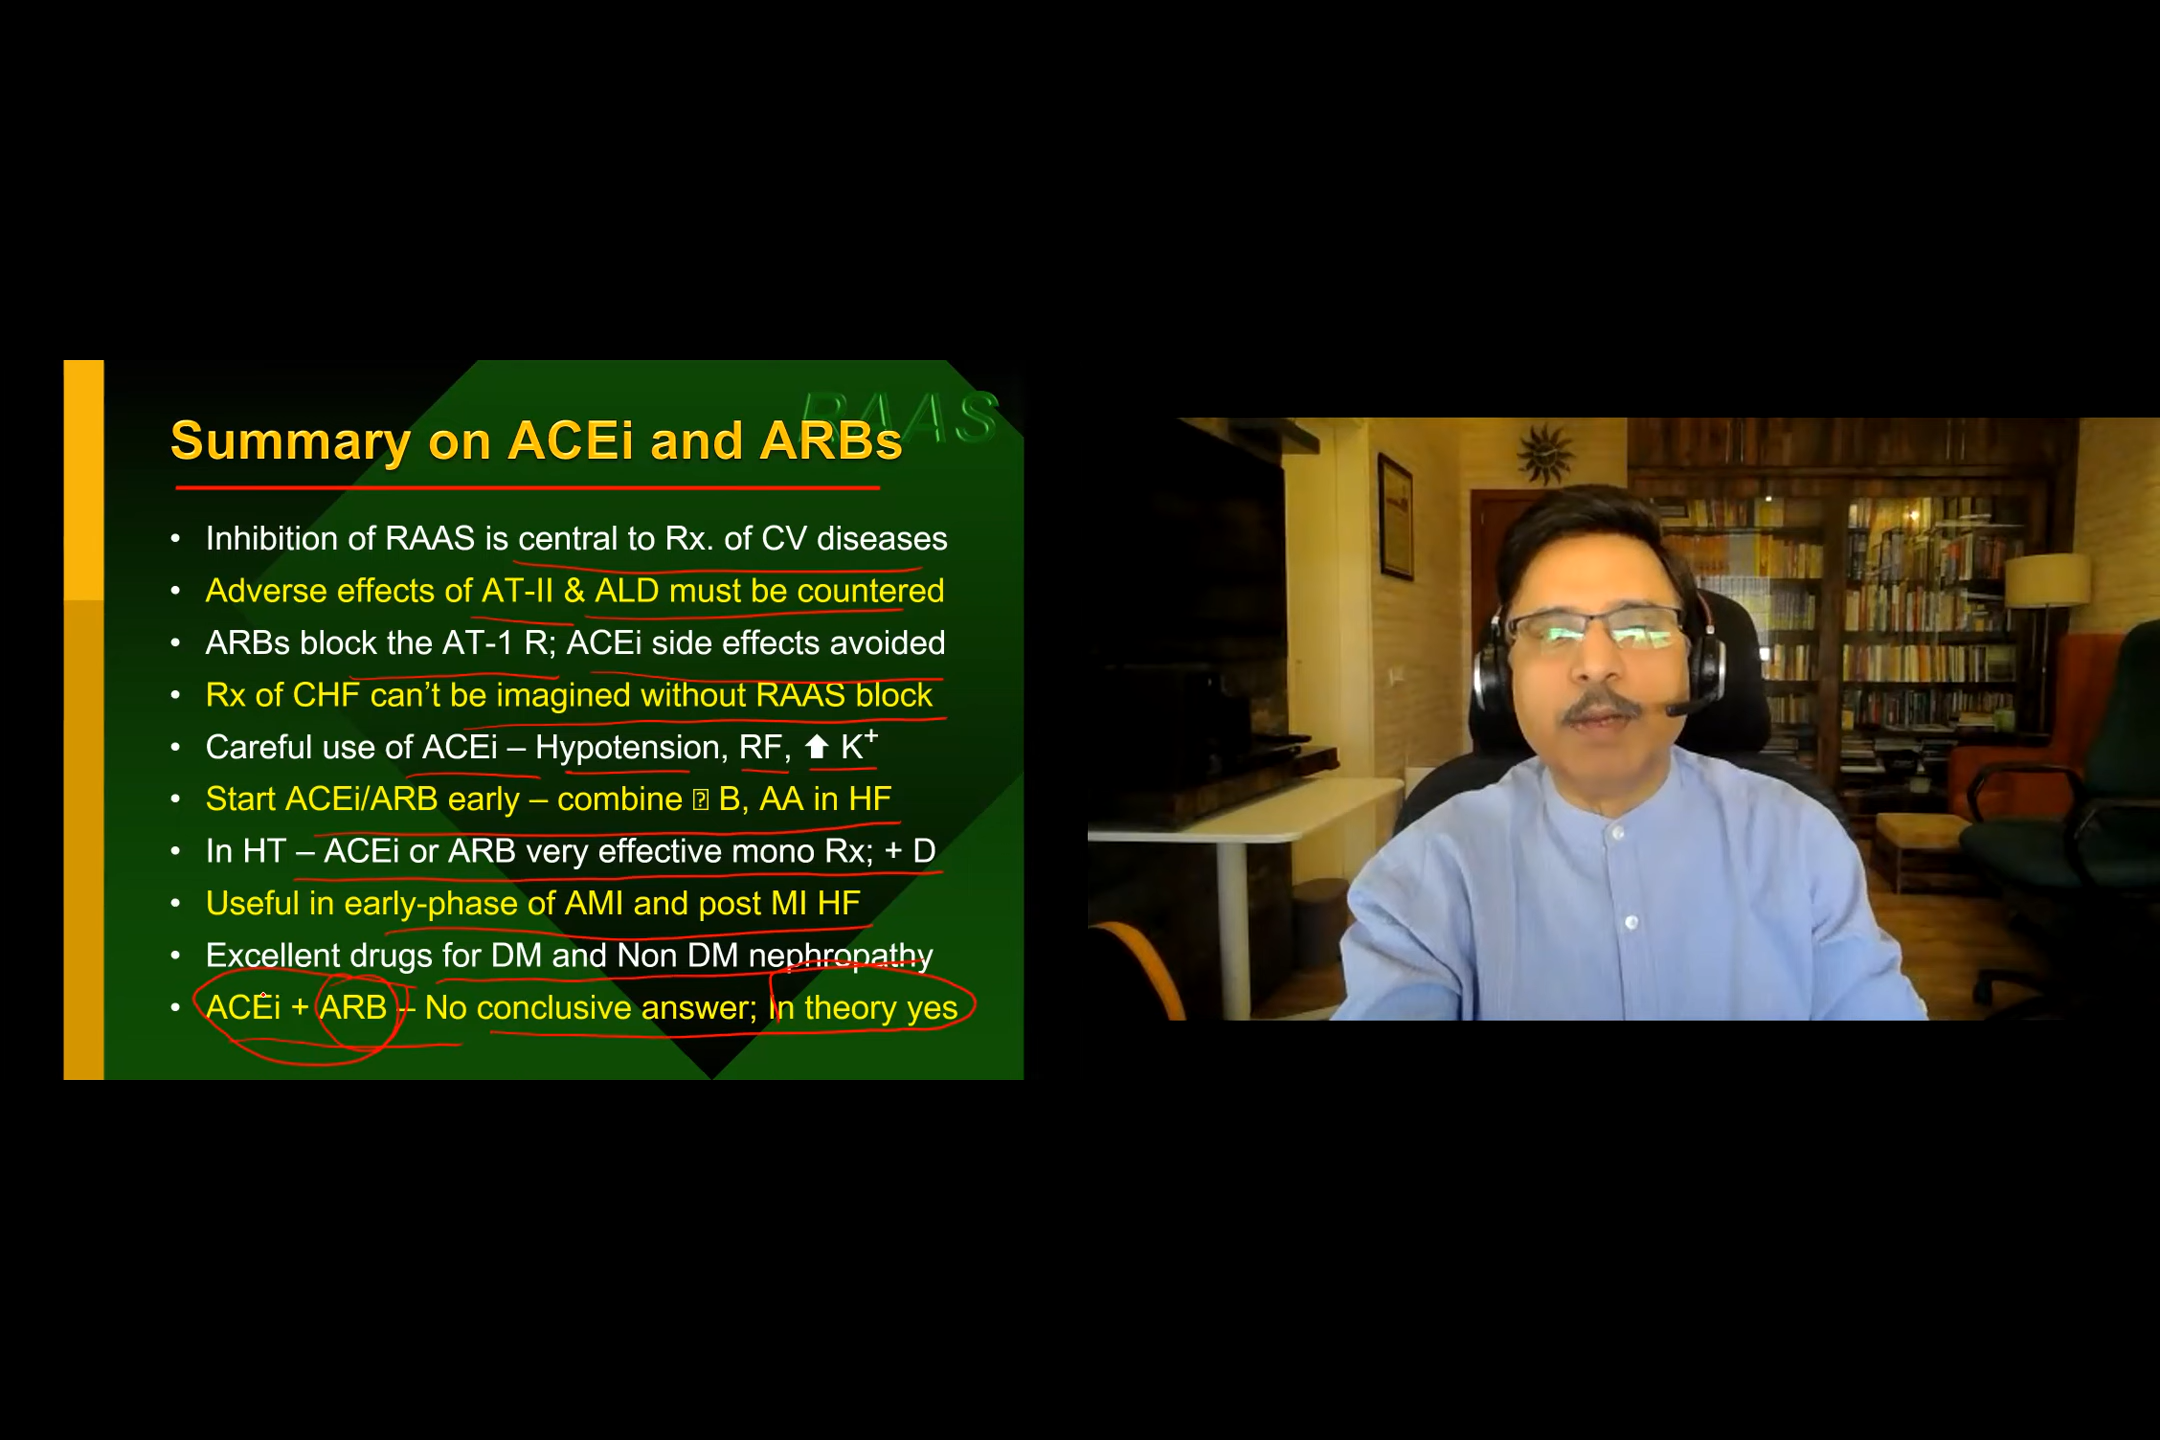 RAAS
Summary on ACEi and ARBs
• Inhibition of RAAS is central to Rx. of CV diseases
• Adverse effects of AT-II & ALD must be countered
• ARBs block the AT-1 R; ACEi side effects avoided
• Rx of CHF can’t be imagined without RAAS block
• Careful use of ACEi – Hypotension, RF, ⬆ K⁺
• Start ACEi/ARB early – combine ⍰ B, AA in HF
• In HT – ACEi or ARB very effective mono Rx; + D
• Useful in early-phase of AMI and post MI HF
• Excellent drugs for DM and Non DM nephropathy
• ACEi + ARB – No conclusive answer; In theory yes